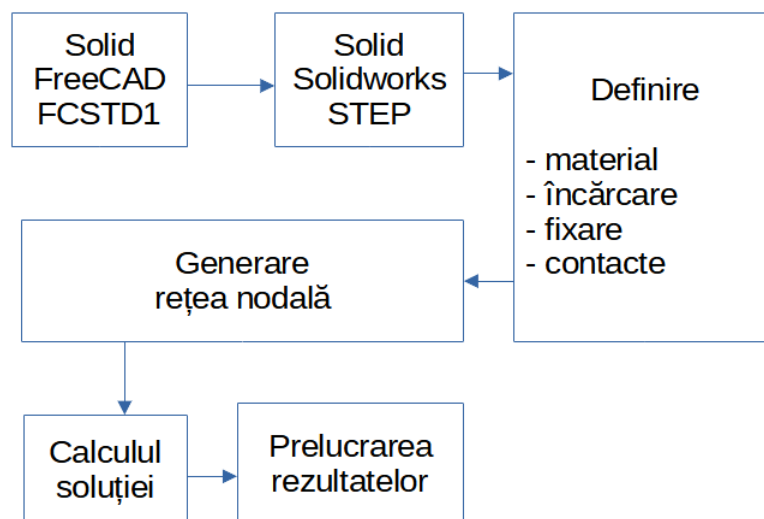 Solid
FreeCAD
FCSTD1
Solid
Solidworks
STEP
Definire
- material
- încărcare
- fixare
- contacte
Generare
rețea nodală
Calculul
soluției
Prelucrarea
rezultatelor